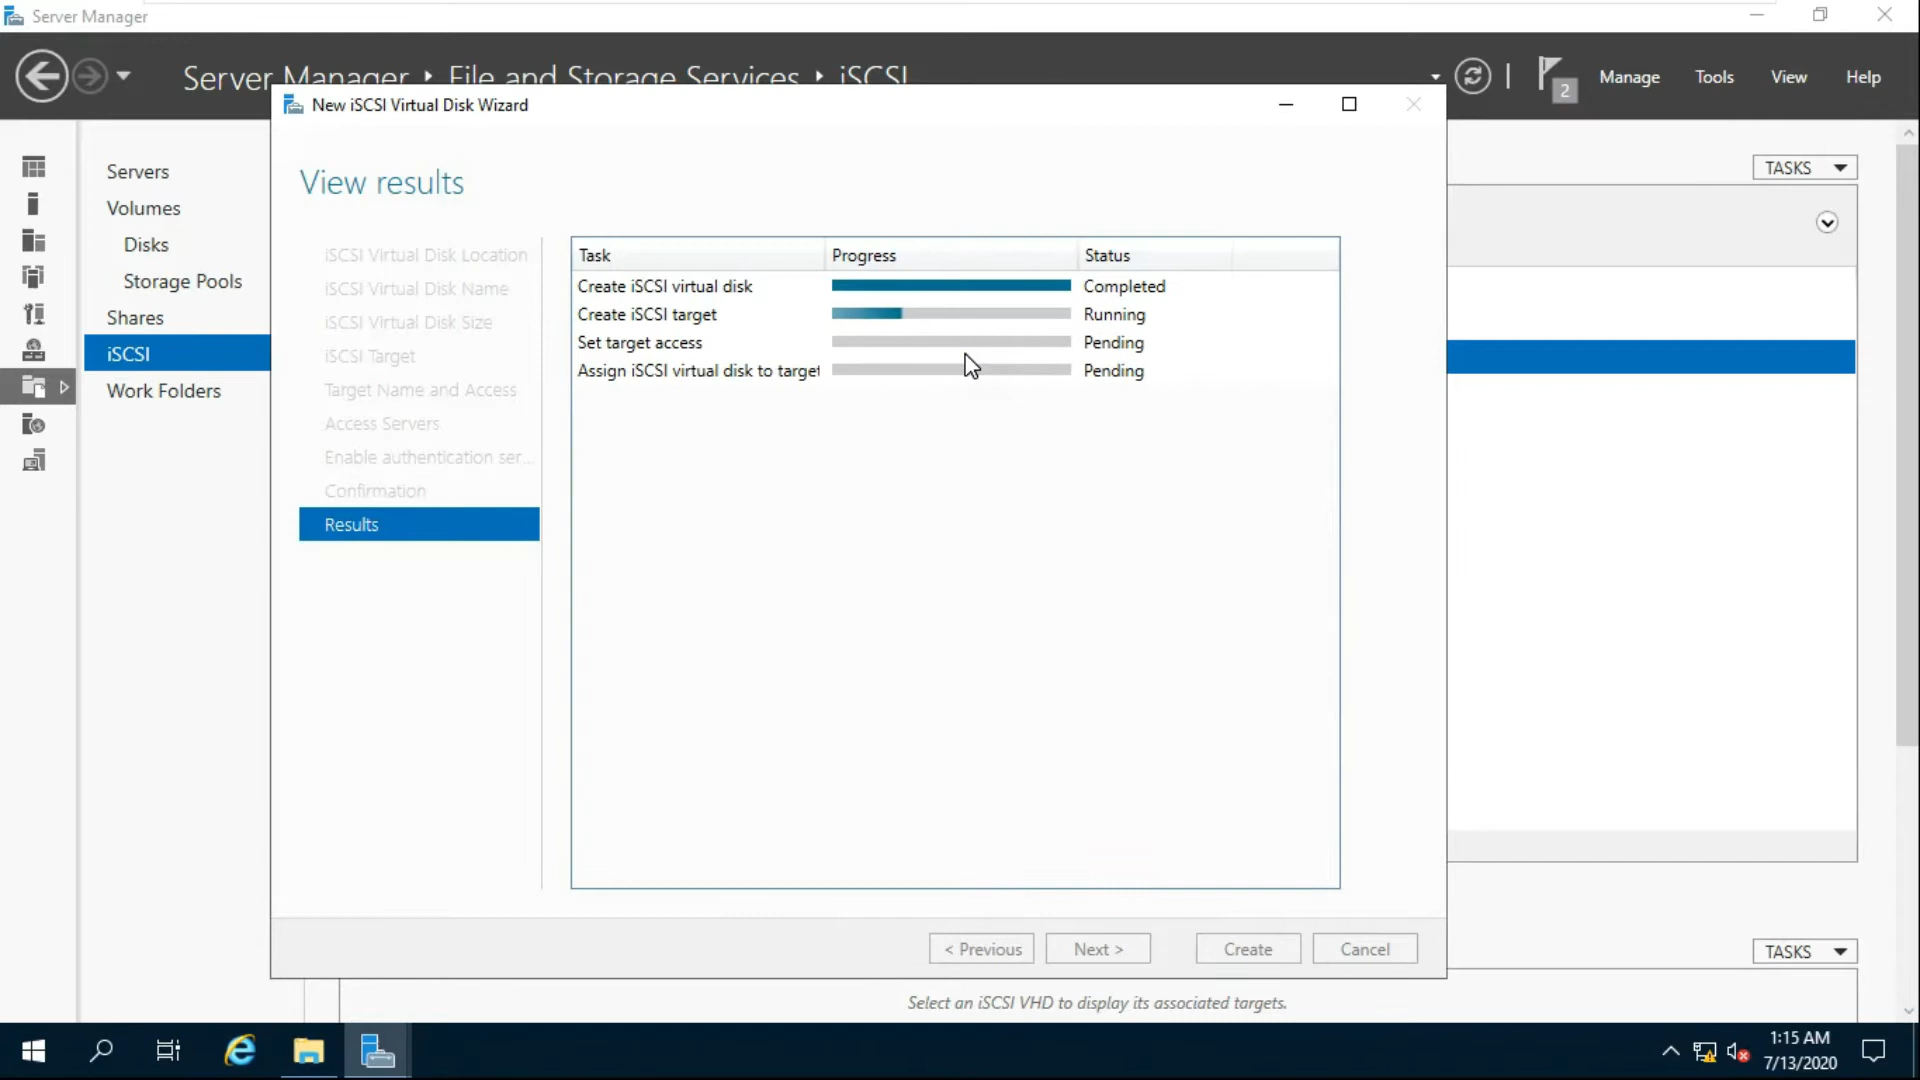 Server Manager
Server Manager • File and Storage Services • iSCSI
2
Manage
Tools
View
Help
New iSCSI Virtual Disk Wizard
View results
Servers
Volumes
Disks
Storage Pools
Shares
iSCSI
Work Folders
TASKS
iSCSI Virtual Disk Location
iSCSI Virtual Disk Name
iSCSI Virtual Disk Size
iSCSI Target
Target Name and Access
Access Servers
Enable authentication ser...
Confirmation
Results
Task Progress Status
Create iSCSI virtual disk Completed
Create iSCSI target Running
Set target access Pending
Assign iSCSI virtual disk to target Pending
< Previous
Next >
Create
Cancel
TASKS
Select an iSCSI VHD to display its associated targets.
1:15 AM
7/13/2020